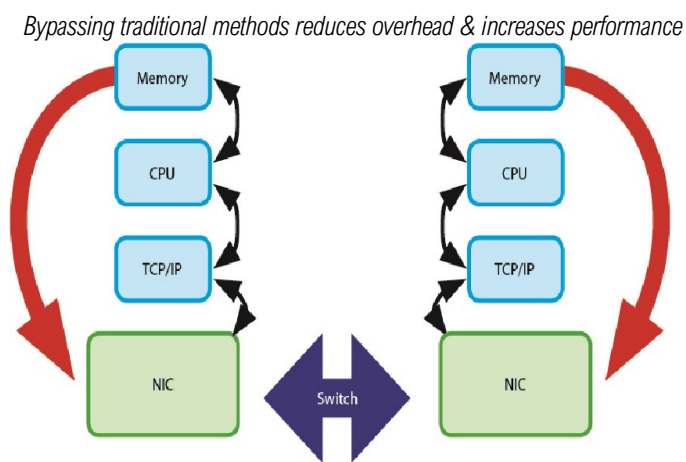 Bypassing traditional methods reduces overhead & increases performance
Memory
CPU
TCP/IP
NIC
Switch
Memory
CPU
TCP/IP
NIC